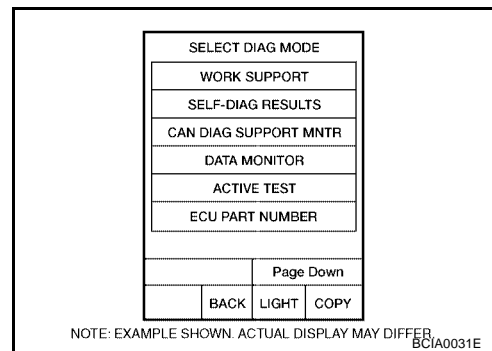 SELECT DIAG MODE
WORK SUPPORT
SELF-DIAG RESULTS
CAN DIAG SUPPORT MNTR
DATA MONITOR
ACTIVE TEST
ECU PART NUMBER
Page Down
BACK LIGHT COPY
NOTE: EXAMPLE SHOWN. ACTUAL DISPLAY MAY DIFFER.
BCIA0031E